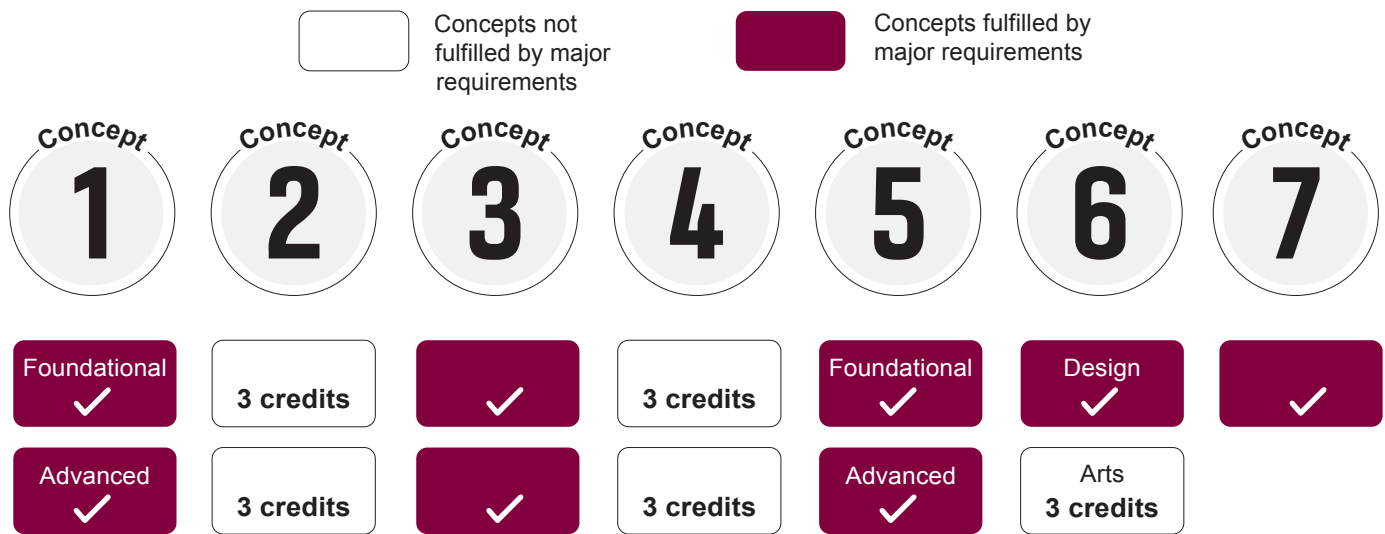 Concepts not
fulfilled by major
requirements
Concepts fulfilled by
major requirements
Concept
1
Concept
2
Concept
3
Concept
4
Concept
5
Concept
6
Concept
7
Foundational
3 credits
3 credits
Foundational
Design
Advanced
3 credits
3 credits
Advanced
Arts
3 credits